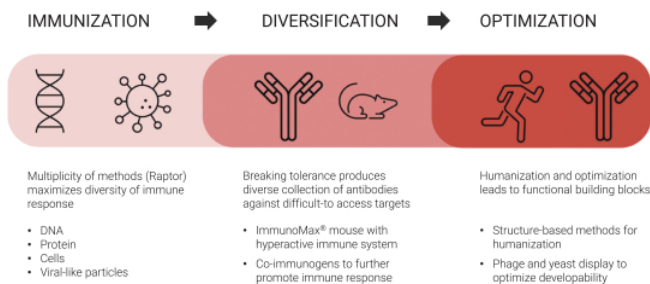 IMMUNIZATION
DIVERSIFICATION
OPTIMIZATION
Multiplicity of methods (Raptor)
maximizes diversity of immune
response
• DNA
• Protein
• Cells
• Viral-like particles
Breaking tolerance produces
diverse collection of antibodies
against difficult-to access targets
• ImmunoMax® mouse with
hyperactive immune system
• Co-immunogens to further
promote immune response
Humanization and optimization
leads to functional building blocks
• Structure-based methods for
humanization
• Phage and yeast display to
optimize developability